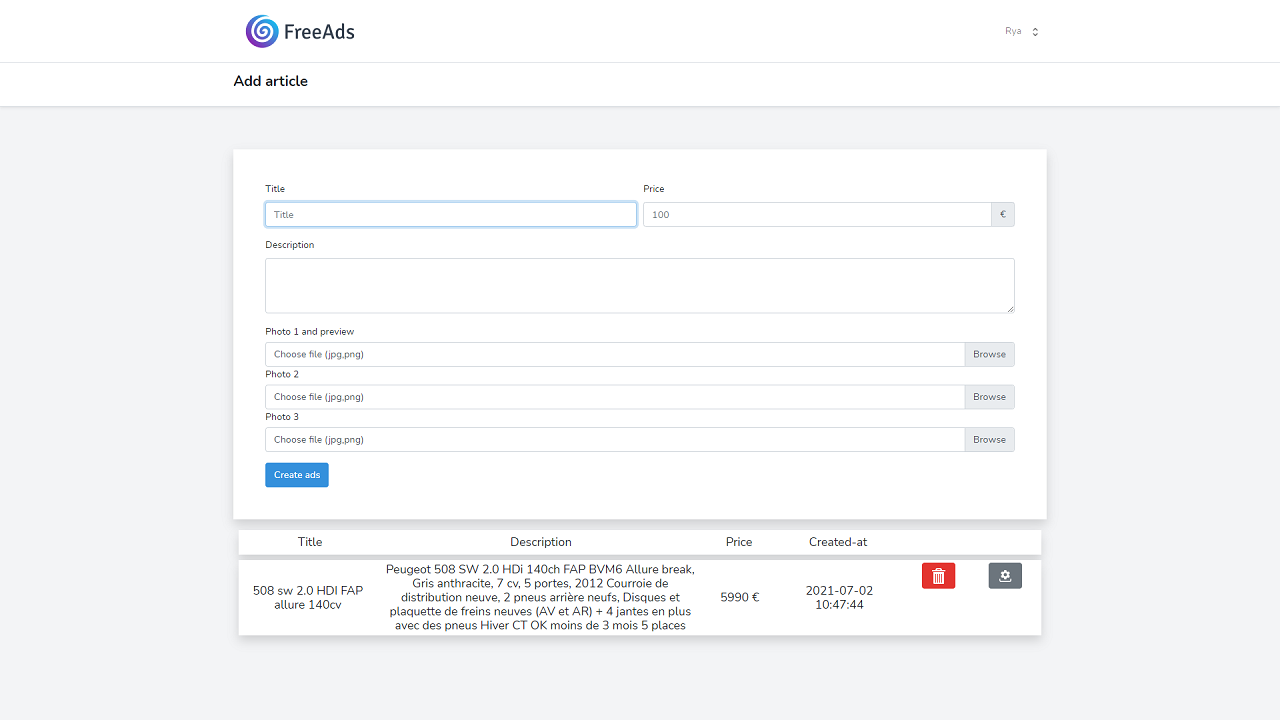 FreeAds
Rya
Add article
Title
Price
Title
100
€
Description
Photo 1 and preview
Choose file (jpg,png)
Browse
Photo 2
Choose file (jpg,png)
Browse
Photo 3
Choose file (jpg,png)
Browse
Create ads
Title
Description
Price
Created-at
508 sw 2.0 HDI FAP
allure 140cv
Peugeot 508 SW 2.0 HDi 140ch FAP BVM6 Allure break,
Gris anthracite, 7 cv, 5 portes, 2012 Courroie de
distribution neuve, 2 pneus arrière neufs, Disques et
plaquette de freins neuves (AV et AR) + 4 jantes en plus
avec des pneus Hiver CT OK moins de 3 mois 5 places
5990 €
2021-07-02
10:47:44